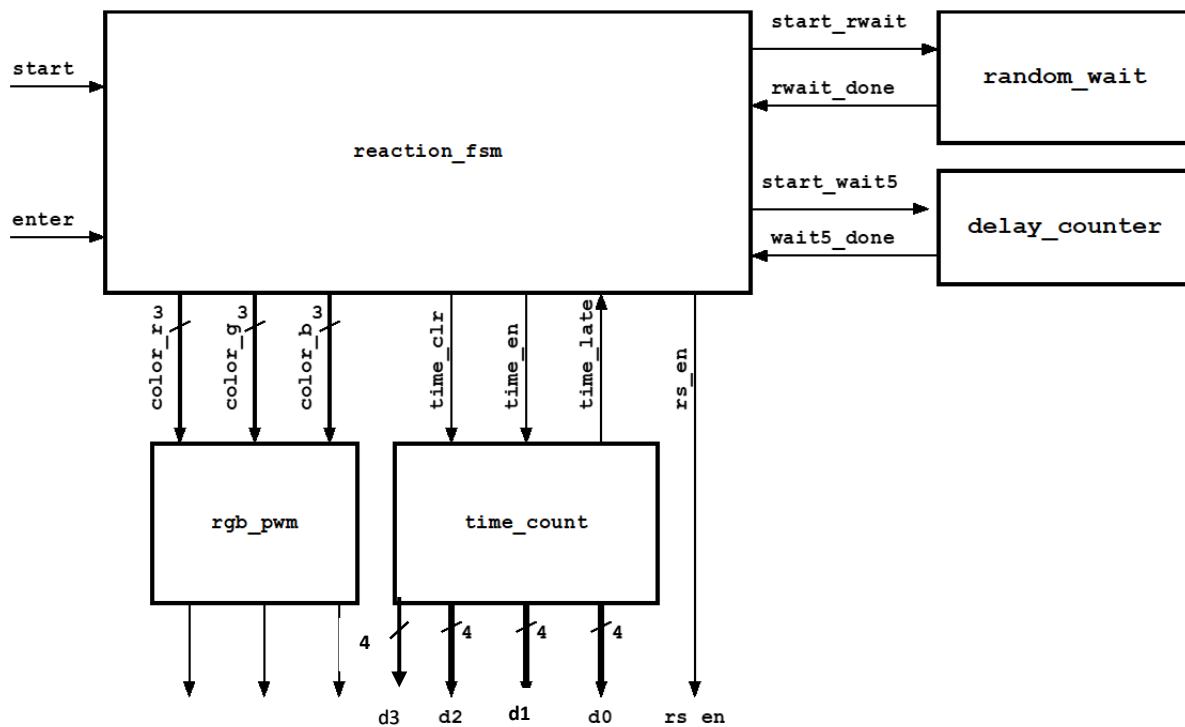 start_rwait
start
random_wait
rwait_done
reaction_fsm
start_wait5
enter
delay_counter
wait5_done
color_r
3
color_g
3
color_b
3
time_clr
time_en
time_late
rs_en
rgb_pwm
time_count
4
4
4
4
d3
d2
d1
d0
rs_en